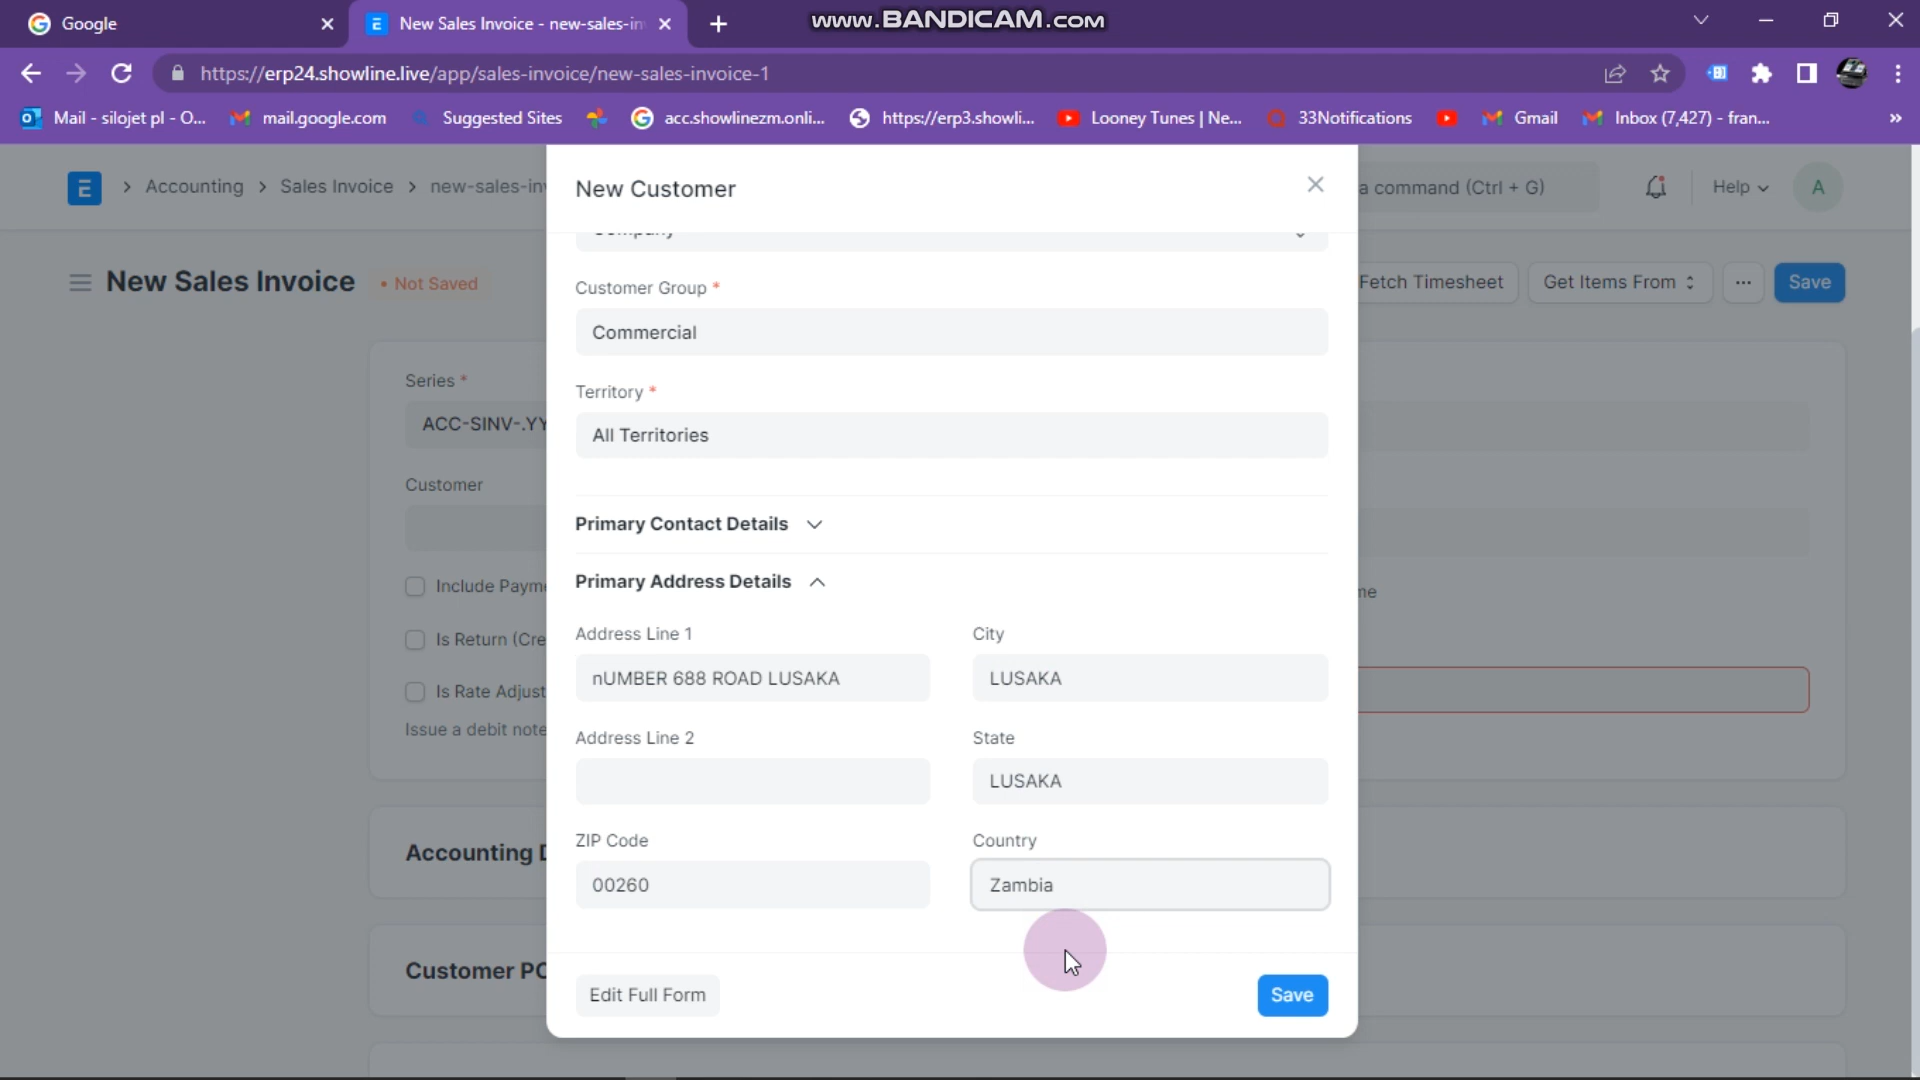 Google
New Sales Invoice - new-sales-in
www.BANDICAM.com
https://erp24.showline.live/app/sales-invoice/new-sales-invoice-1
Mail - silojet pl - O...
mail.google.com
Suggested Sites
acc.showlinezm.onli...
https://erp3.showli...
Looney Tunes | Ne...
33Notifications
Gmail
Inbox (7,427) - fran...
»
E
Accounting
Sales Invoice
new-sales-inv
a command (Ctrl + G)
Help
A
New Sales Invoice
• Not Saved
Fetch Timesheet
Get Items From
...
Save
Series *
ACC-SINV-.YY
Customer
Include Payme
Is Return (Cre
Is Rate Adjust
Issue a debit note
me
Accounting D
Customer PO
New Customer
Company
Customer Group *
Commercial
Territory *
All Territories
Primary Contact Details
Primary Address Details
Address Line 1
nUMBER 688 ROAD LUSAKA
City
LUSAKA
Address Line 2
State
LUSAKA
ZIP Code
00260
Country
Zambia
Edit Full Form
Save